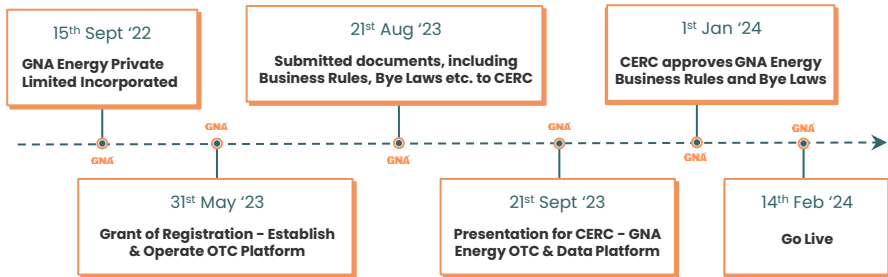 15th Sept ‘22
GNA Energy Private
Limited Incorporated
21st Aug ‘23
Submitted documents, including
Business Rules, Bye Laws etc. to CERC
1st Jan ‘24
CERC approves GNA Energy
Business Rules and Bye Laws
GNA
GNA
GNA
GNA
GNA
GNA
31st May ‘23
Grant of Registration - Establish
& Operate OTC Platform
21st Sept ‘23
Presentation for CERC - GNA
Energy OTC & Data Platform
14th Feb ‘24
Go Live